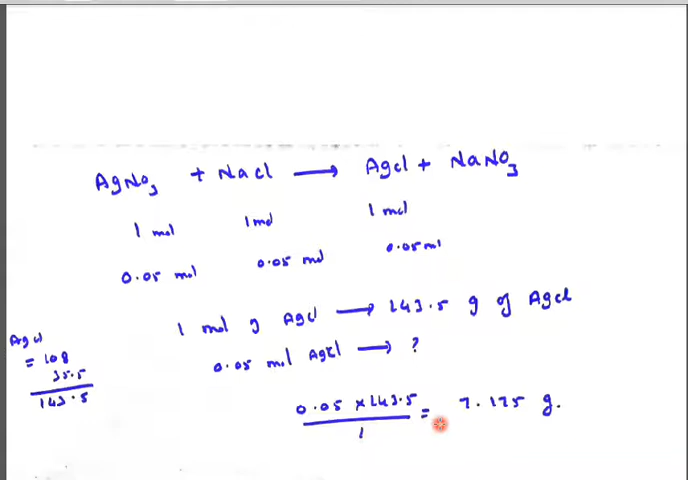 AgNO₃ + NaCl ⟶ AgCl + NaNO₃
1 mol 1 mol 1 mol
0.05 mol 0.05 mol 0.05 ml
1 mol g AgCl ⟶ 143.5 g of AgCl
0.05 mol AgCl ⟶ ?
AgCl
= 108
35.5
143.5
0.05 × 143.5
1
= 7.175 g.